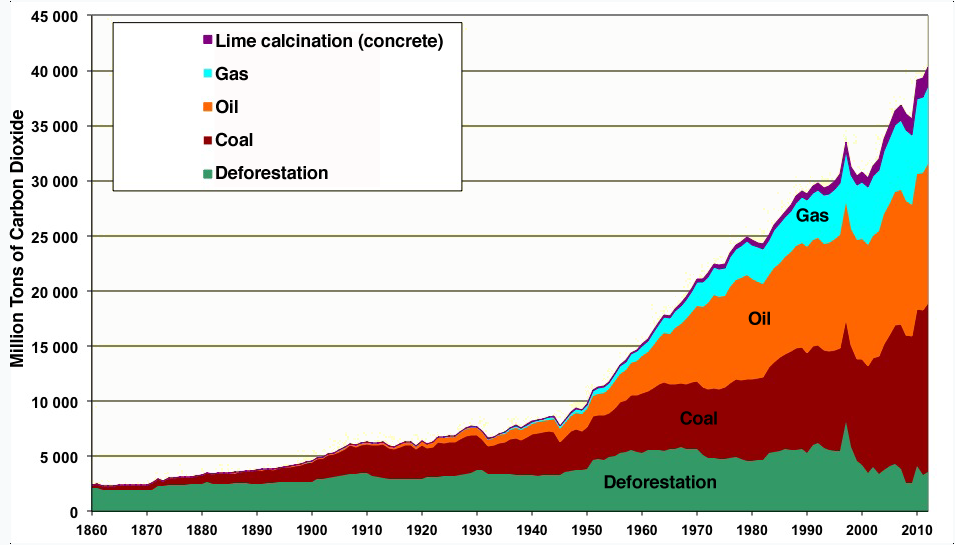 Million Tons of Carbon Dioxide
45 000
40 000
35 000
30 000
25 000
20 000
15 000
10 000
5 000
0
Lime calcination (concrete)
Gas
Oil
Coal
Deforestation
Gas
Oil
Coal
Deforestation
1860 1870 1880 1890 1900 1910 1920 1930 1940 1950 1960 1970 1980 1990 2000 2010